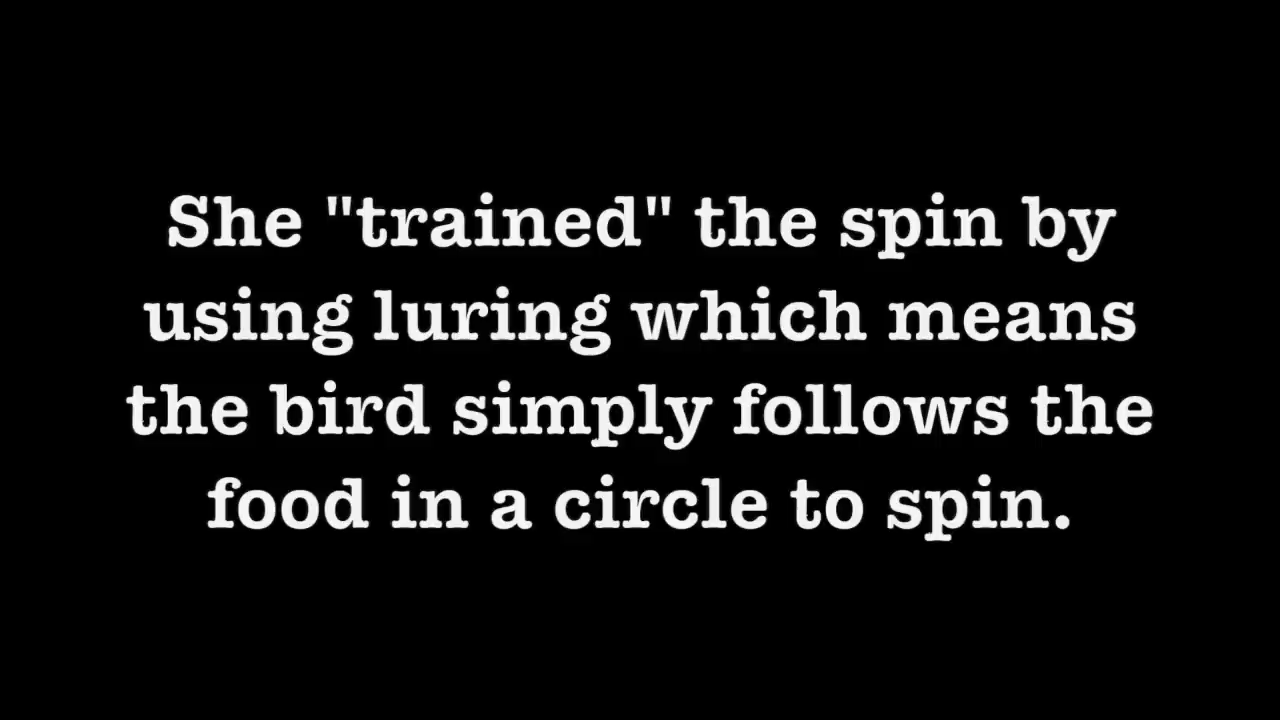 She "trained" the spin by
using luring which means
the bird simply follows the
food in a circle to spin.